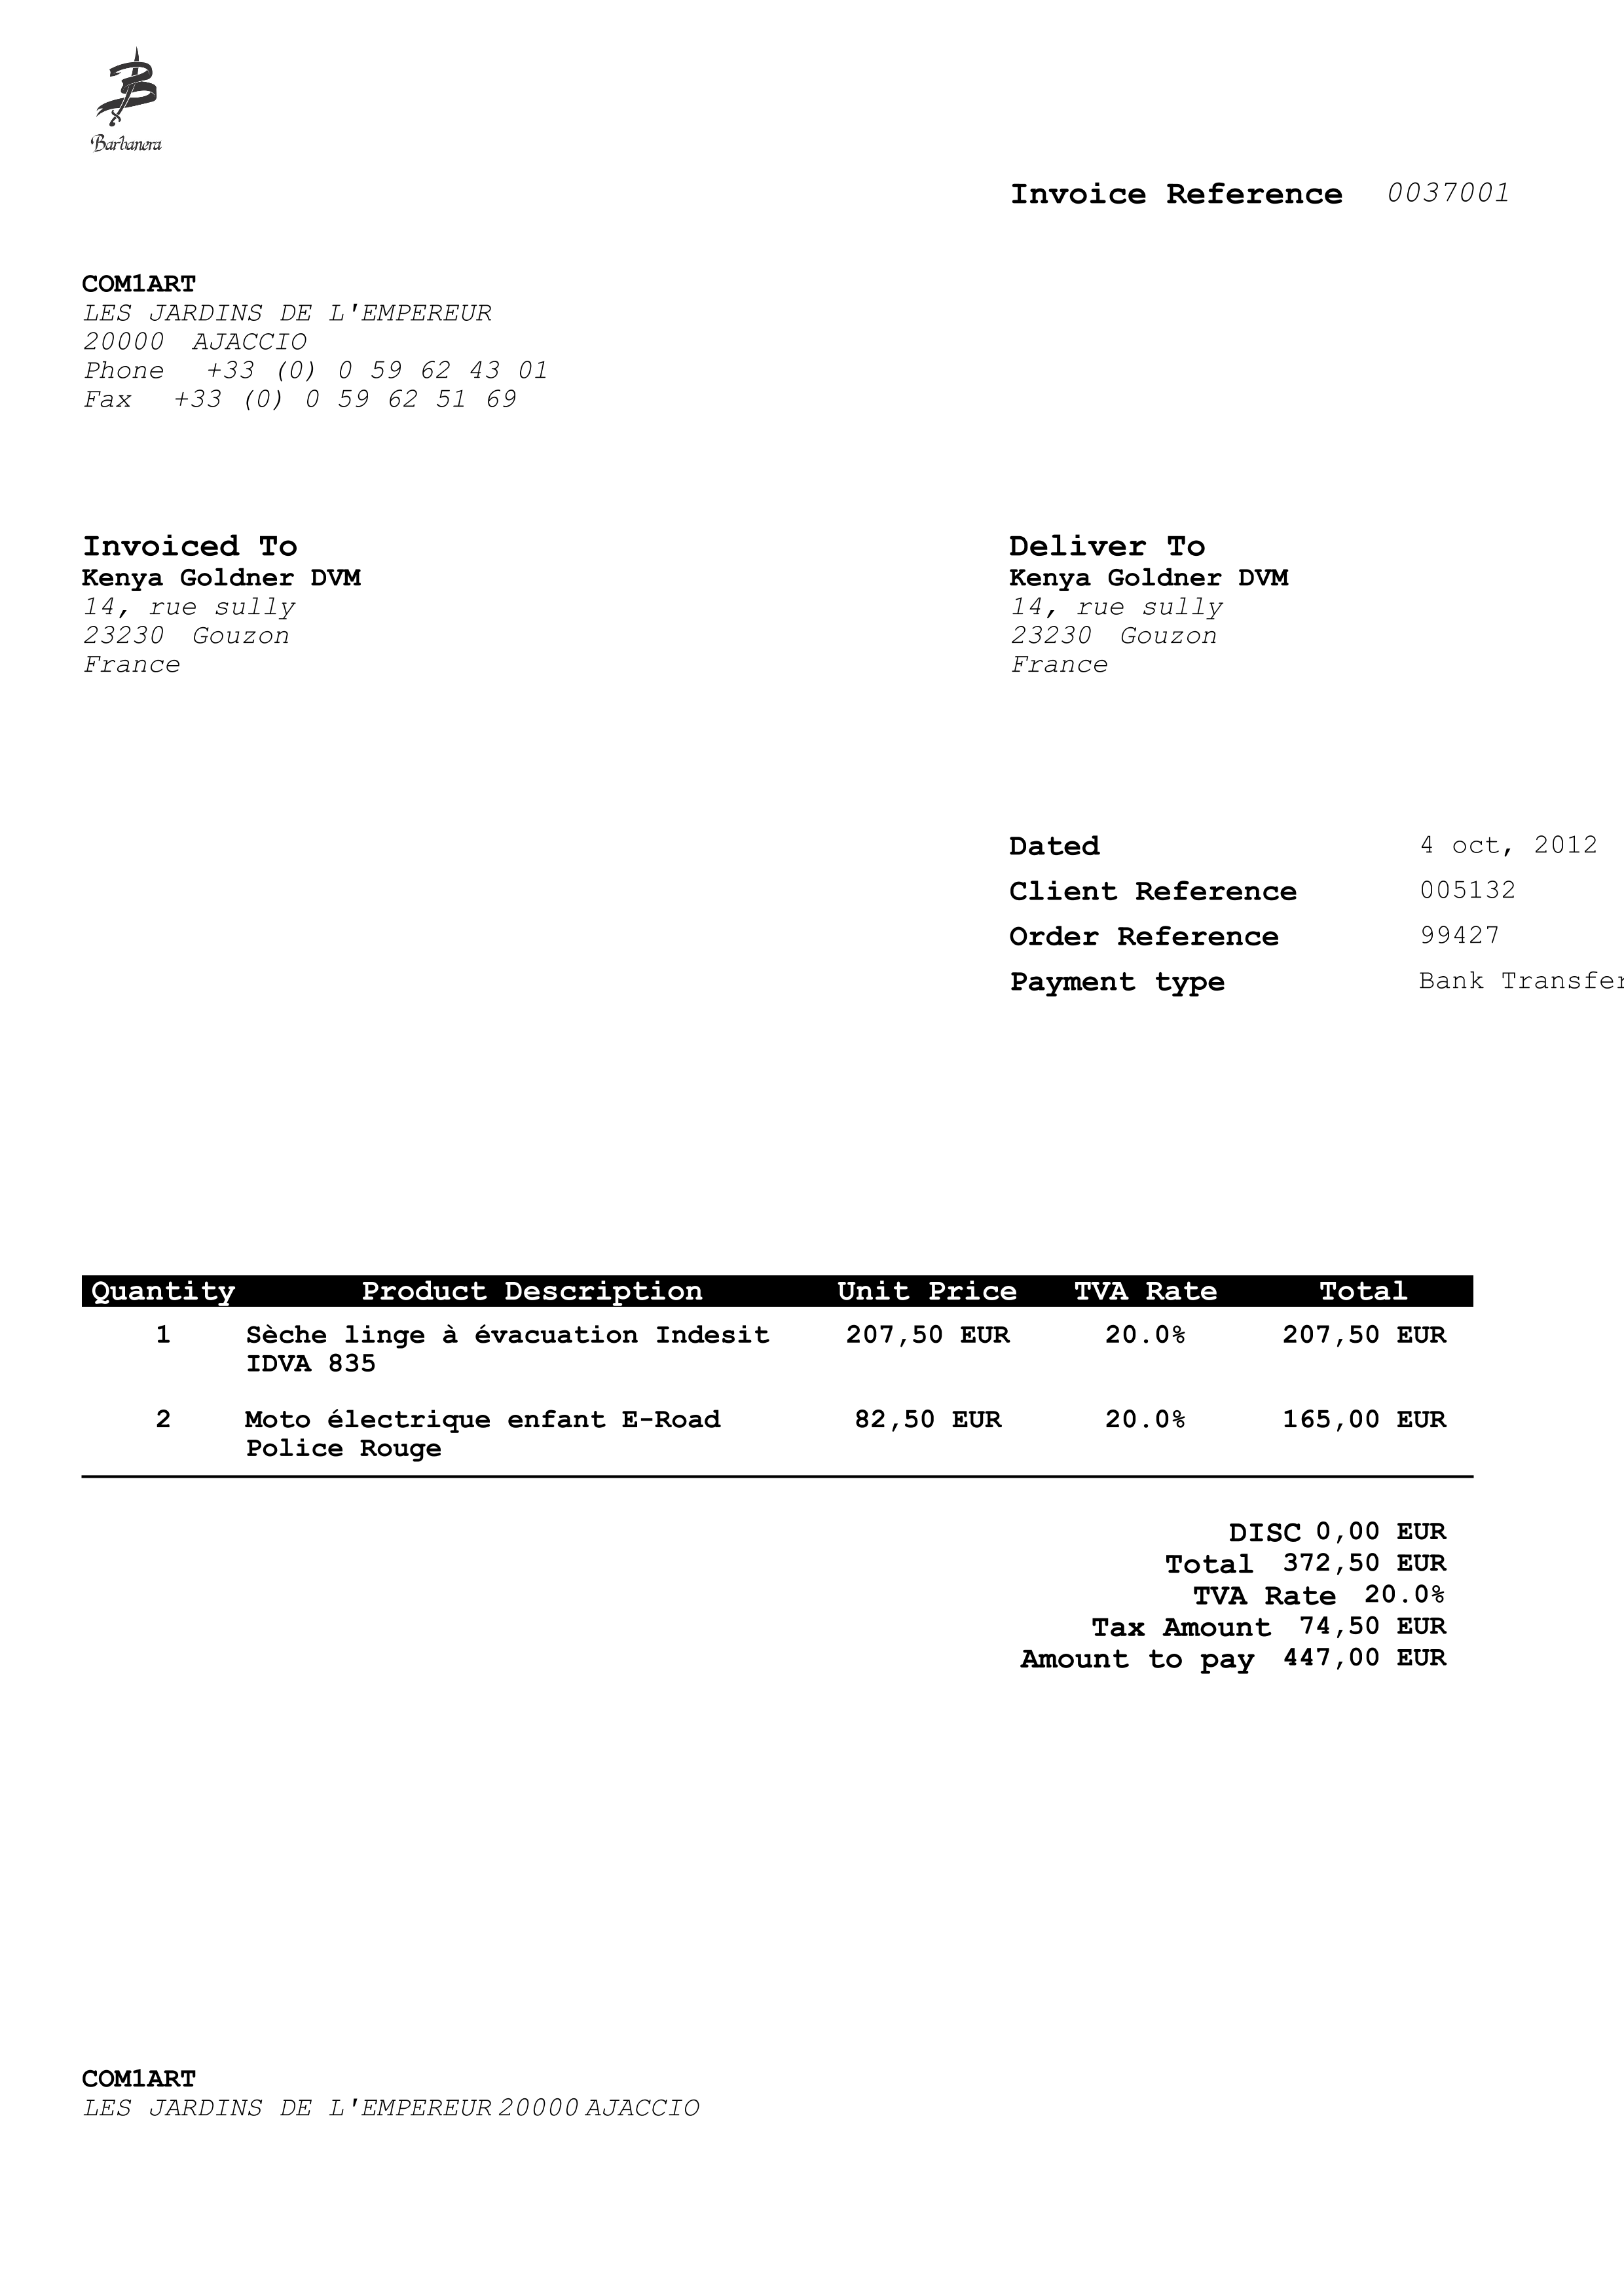 Barbanera
Invoice Reference 0037001
COM1ART
LES JARDINS DE L'EMPEREUR
20000 AJACCIO
Phone +33 (0) 0 59 62 43 01
Fax +33 (0) 0 59 62 51 69
Invoiced To
Kenya Goldner DVM
14, rue sully
23230 Gouzon
France
Deliver To
Kenya Goldner DVM
14, rue sully
23230 Gouzon
France
Dated 4 oct, 2012
Client Reference 005132
Order Reference 99427
Payment type Bank Transfer
Quantity Product Description Unit Price TVA Rate Total
1 Sèche linge à évacuation Indesit 207,50 EUR 20.0% 207,50 EUR
IDVA 835
2 Moto électrique enfant E-Road 82,50 EUR 20.0% 165,00 EUR
Police Rouge
DISC 0,00 EUR
Total 372,50 EUR
TVA Rate 20.0%
Tax Amount 74,50 EUR
Amount to pay 447,00 EUR
COM1ART
LES JARDINS DE L'EMPEREUR 20000 AJACCIO